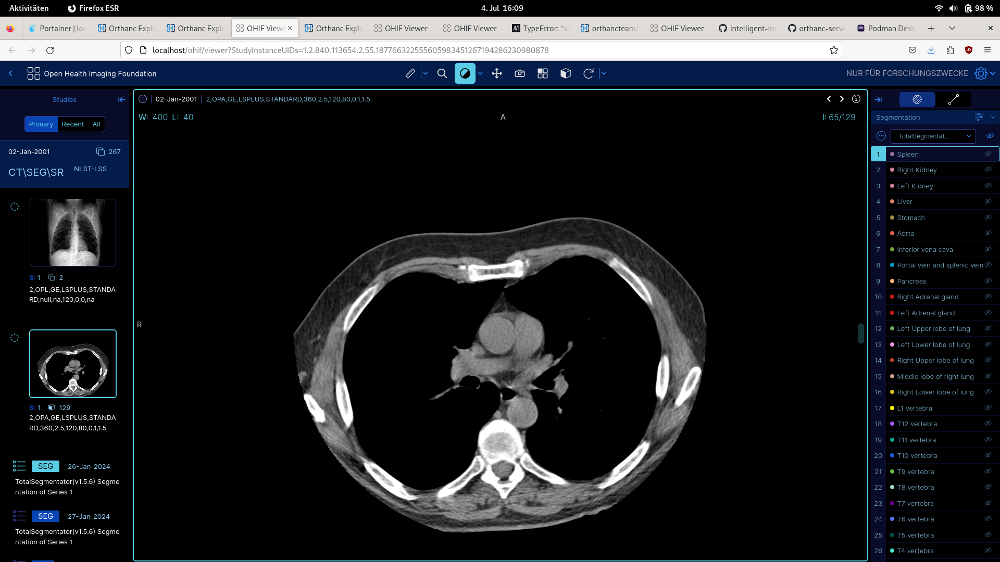 Aktivitäten
Firefox ESR
4. Jul 16:09
98 %
Portainer | loc
Orthanc Explo
Orthanc Explo
OHIF Viewe
Orthanc Explo
OHIF Viewer
OHIF Viewer
TypeError: "x"
orthancteam/
OHIF Viewer
intelligent-im
orthanc-serve
Podman Desk
localhost/ohif/viewer?StudyInstanceUIDs=1.2.840.113654.2.55.187766322555605983451267194286230980878
Open Health Imaging Foundation
NUR FÜR FORSCHUNGSZWECKE
Studies
Primary
Recent
All
02-Jan-2001
267
CT\SEG\SR
NLST-LSS
S: 1
2
2,OPL,GE,LSPLUS,STANDA
RD,null,na,120,0,0,na
S: 1
129
2,OPA,GE,LSPLUS,STANDA
RD,360,2.5,120,80,0.1,1.5
SEG
26-Jan-2024
TotalSegmentator(v1.5.6) Segme
ntation of Series 1
SEG
27-Jan-2024
TotalSegmentator(v1.5.6) Segme
ntation of Series 1
02-Jan-2001
2,OPA,GE,LSPLUS,STANDARD,360,2.5,120,80,0.1,1.5
W: 400 L: 40
A
I: 65/129
R
Segmentation
TotalSegmentat...
1 Spleen
2 Right Kidney
3 Left Kidney
4 Liver
5 Stomach
6 Aorta
7 Inferior vena cava
8 Portal vein and splenic vein
9 Pancreas
10 Right Adrenal gland
11 Left Adrenal gland
12 Left Upper lobe of lung
13 Left Lower lobe of lung
14 Right Upper lobe of lung
15 Middle lobe of right lung
16 Right Lower lobe of lung
17 L1 vertebra
18 T12 vertebra
19 T11 vertebra
20 T10 vertebra
21 T9 vertebra
22 T8 vertebra
23 T7 vertebra
24 T6 vertebra
25 T5 vertebra
26 T4 vertebra